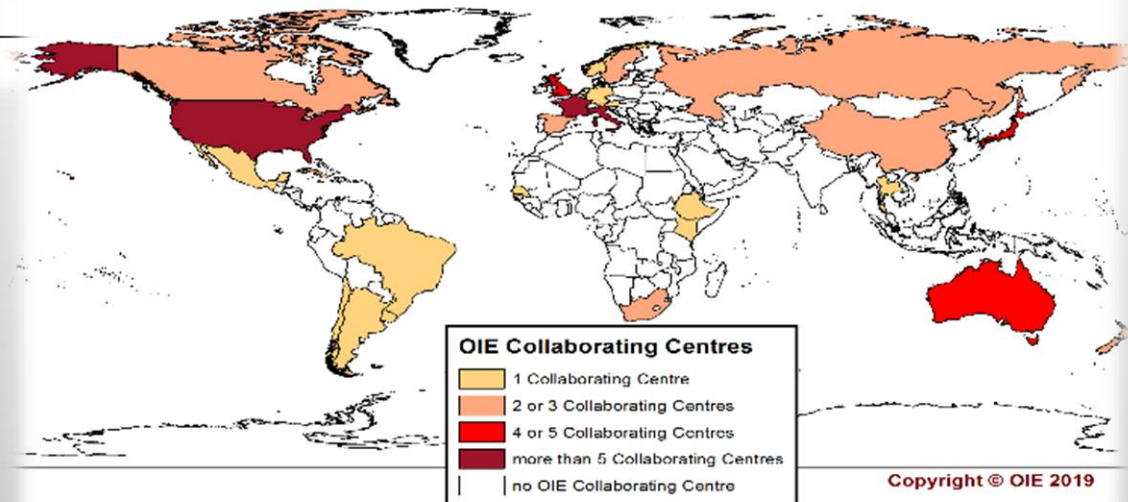 OIE Collaborating Centres
1 Collaborating Centre
2 or 3 Collaborating Centres
4 or 5 Collaborating Centres
more than 5 Collaborating Centres
no OIE Collaborating Centre
Copyright © OIE 2019